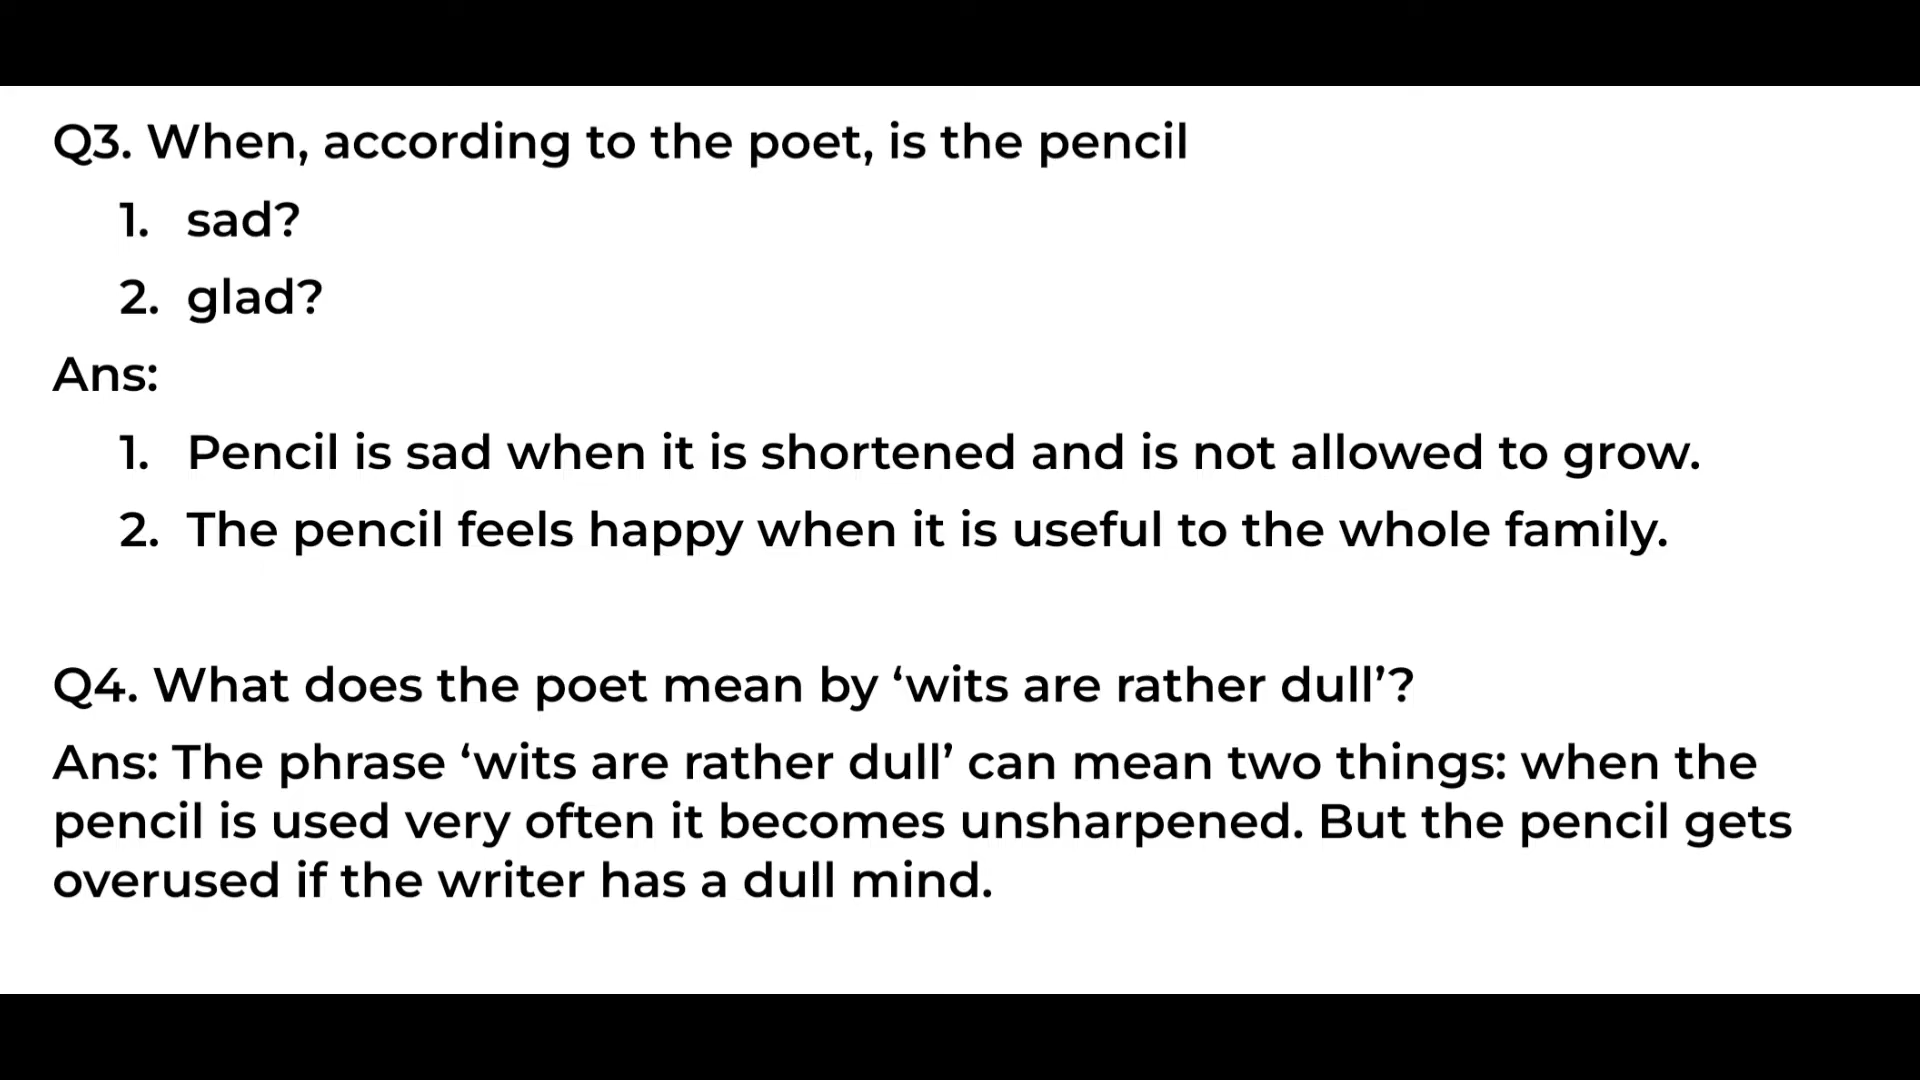 Q3. When, according to the poet, is the pencil
1. sad?
2. glad?
Ans:
1. Pencil is sad when it is shortened and is not allowed to grow.
2. The pencil feels happy when it is useful to the whole family.
Q4. What does the poet mean by ‘wits are rather dull’?
Ans: The phrase ‘wits are rather dull’ can mean two things: when the
pencil is used very often it becomes unsharpened. But the pencil gets
overused if the writer has a dull mind.